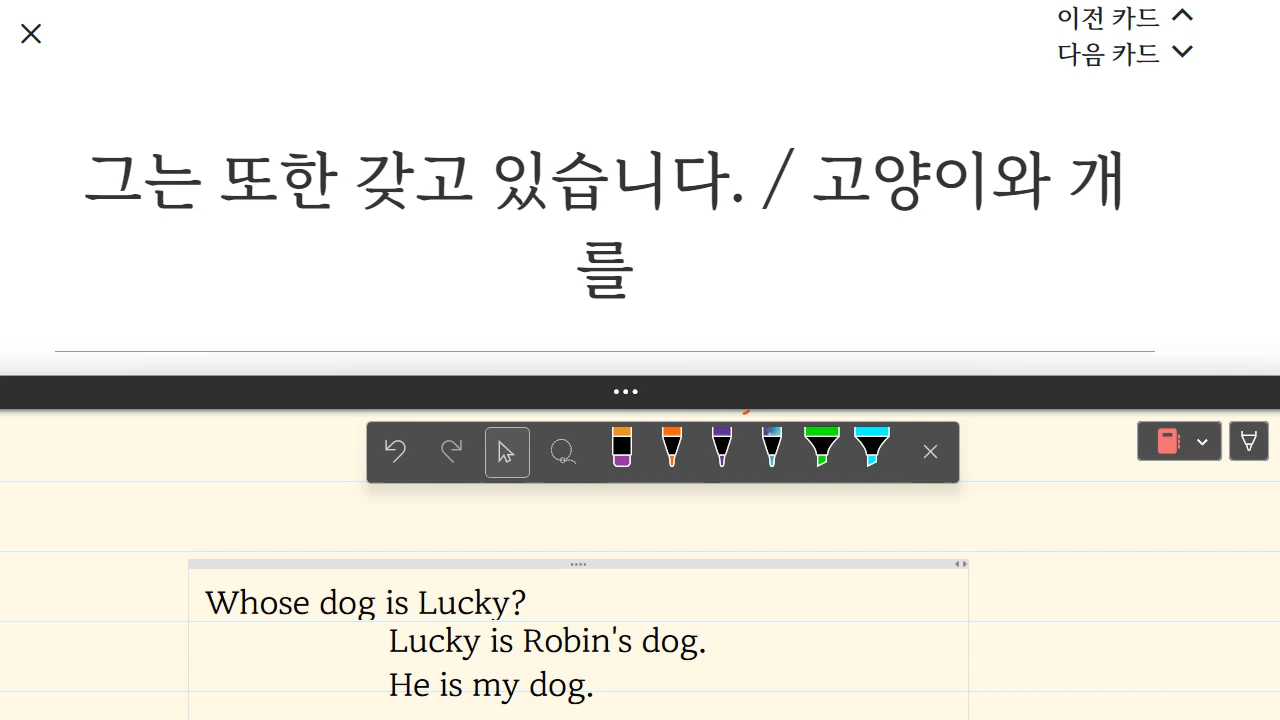 이전 카드
다음 카드
그는 또한 갖고 있습니다. / 고양이와 개
를
Whose dog is Lucky?
Lucky is Robin's dog.
He is my dog.